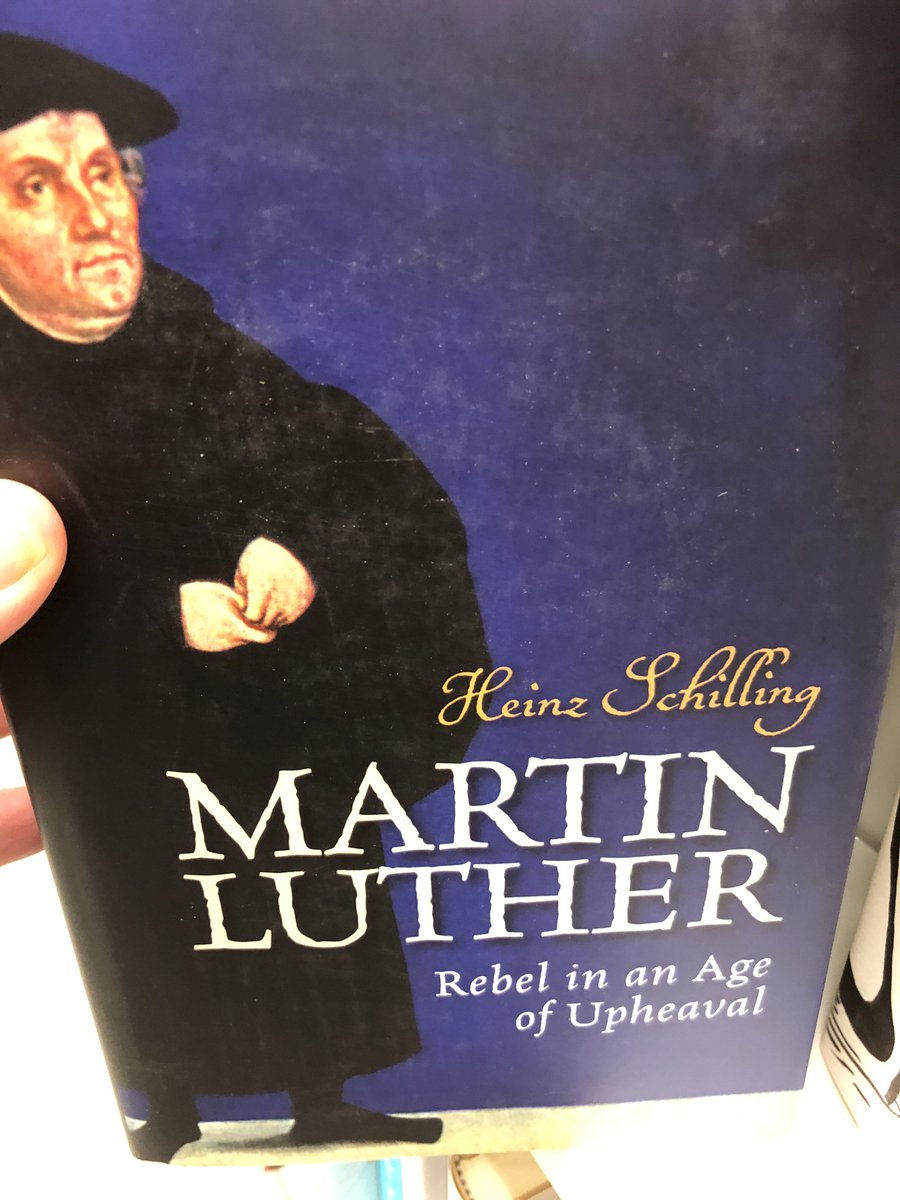 Heinz Schilling
MARTIN
LUTHER
Rebel in an Age
of Upheaval